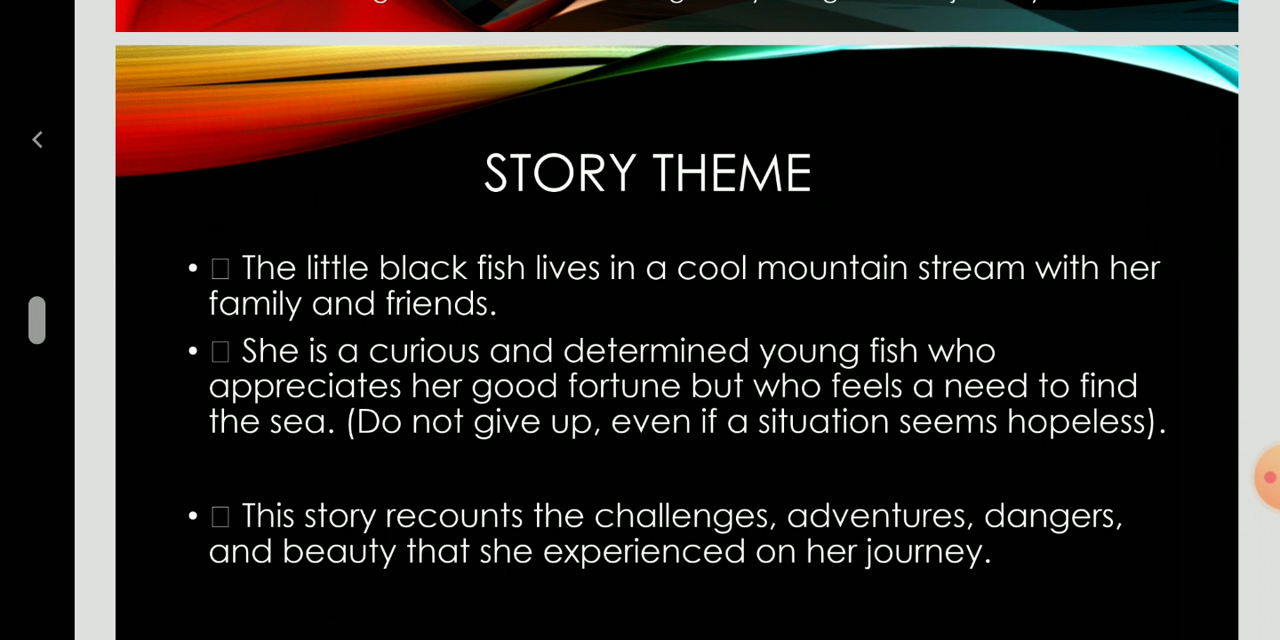 STORY THEME
• □ The little black fish lives in a cool mountain stream with her
family and friends.
• □ She is a curious and determined young fish who
appreciates her good fortune but who feels a need to find
the sea. (Do not give up, even if a situation seems hopeless).
• □ This story recounts the challenges, adventures, dangers,
and beauty that she experienced on her journey.